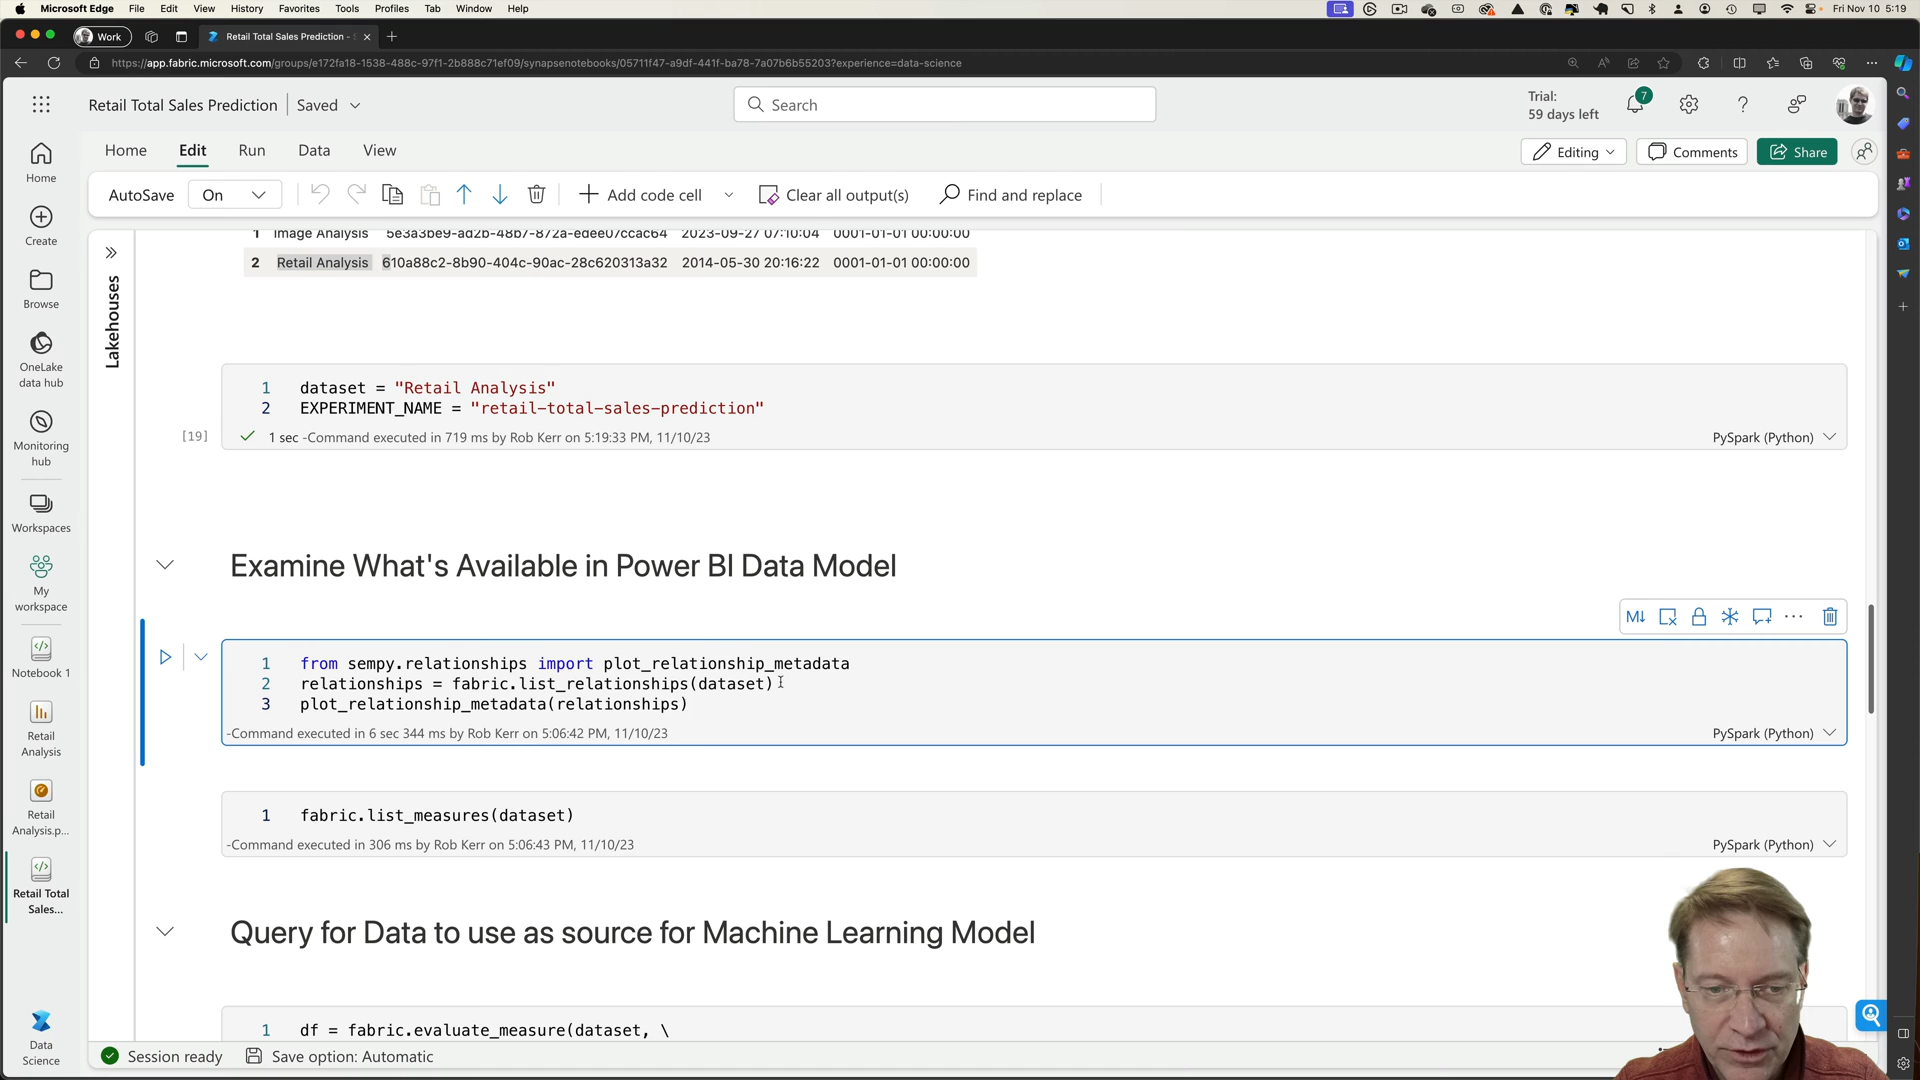 Microsoft Edge File Edit View History Favorites Tools Profiles Tab Window Help
Fri Nov 10 5:19
Work
Retail Total Sales Prediction -
https://app.fabric.microsoft.com/groups/e172fa18-1538-488c-97f1-2b888c71ef09/synapsenotebooks/05711f47-a9df-441f-ba78-7a07b6b55203?experience=data-science
Retail Total Sales Prediction Saved
Search
Trial:
59 days left
7
Home Edit Run Data View
Editing Comments Share
AutoSave On Add code cell Clear all output(s) Find and replace
Home
Create
Browse
OneLake
data hub
Monitoring
hub
Workspaces
My
workspace
Notebook 1
Retail
Analysis
Retail
Analysis.p...
Retail Total
Sales...
Data
Science
Lakehouses
1 Image Analysis 5e3a3be9-ad2b-48b7-872a-edee07ccac64 2023-09-27 07:10:04 0001-01-01 00:00:00
2 Retail Analysis 610a88c2-8b90-404c-90ac-28c620313a32 2014-05-30 20:16:22 0001-01-01 00:00:00
1 dataset = "Retail Analysis"
2 EXPERIMENT_NAME = "retail-total-sales-prediction"
[19] 1 sec -Command executed in 719 ms by Rob Kerr on 5:19:33 PM, 11/10/23 PySpark (Python)
Examine What's Available in Power BI Data Model
M↓
1 from sempy.relationships import plot_relationship_metadata
2 relationships = fabric.list_relationships(dataset)
3 plot_relationship_metadata(relationships)
-Command executed in 6 sec 344 ms by Rob Kerr on 5:06:42 PM, 11/10/23 PySpark (Python)
1 fabric.list_measures(dataset)
-Command executed in 306 ms by Rob Kerr on 5:06:43 PM, 11/10/23 PySpark (Python)
Query for Data to use as source for Machine Learning Model
1 df = fabric.evaluate_measure(dataset, \
Session ready Save option: Automatic